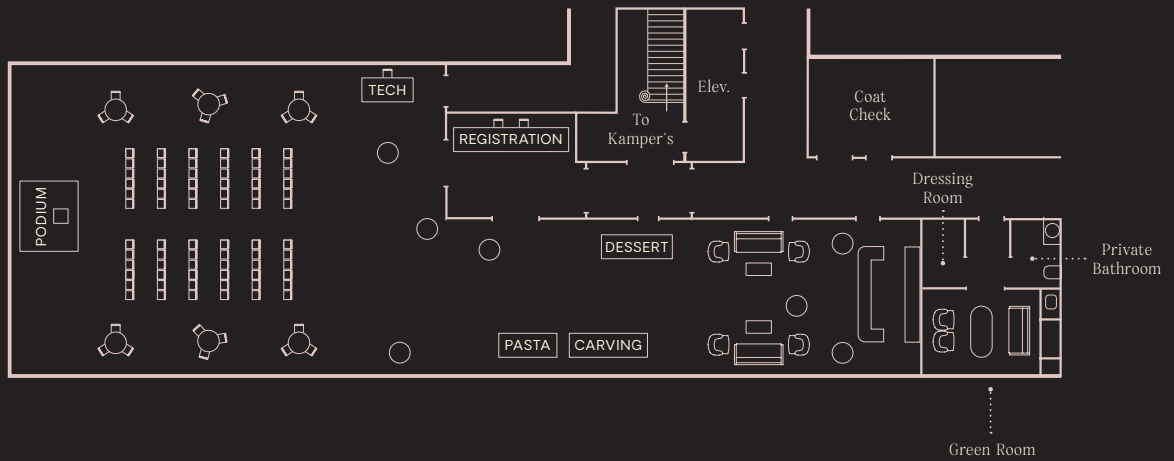 TECH
REGISTRATION
To
Kamper's
Elev.
Coat
Check
Dressing
Room
PODIUM
DESSERT
Private
Bathroom
PASTA
CARVING
Green Room